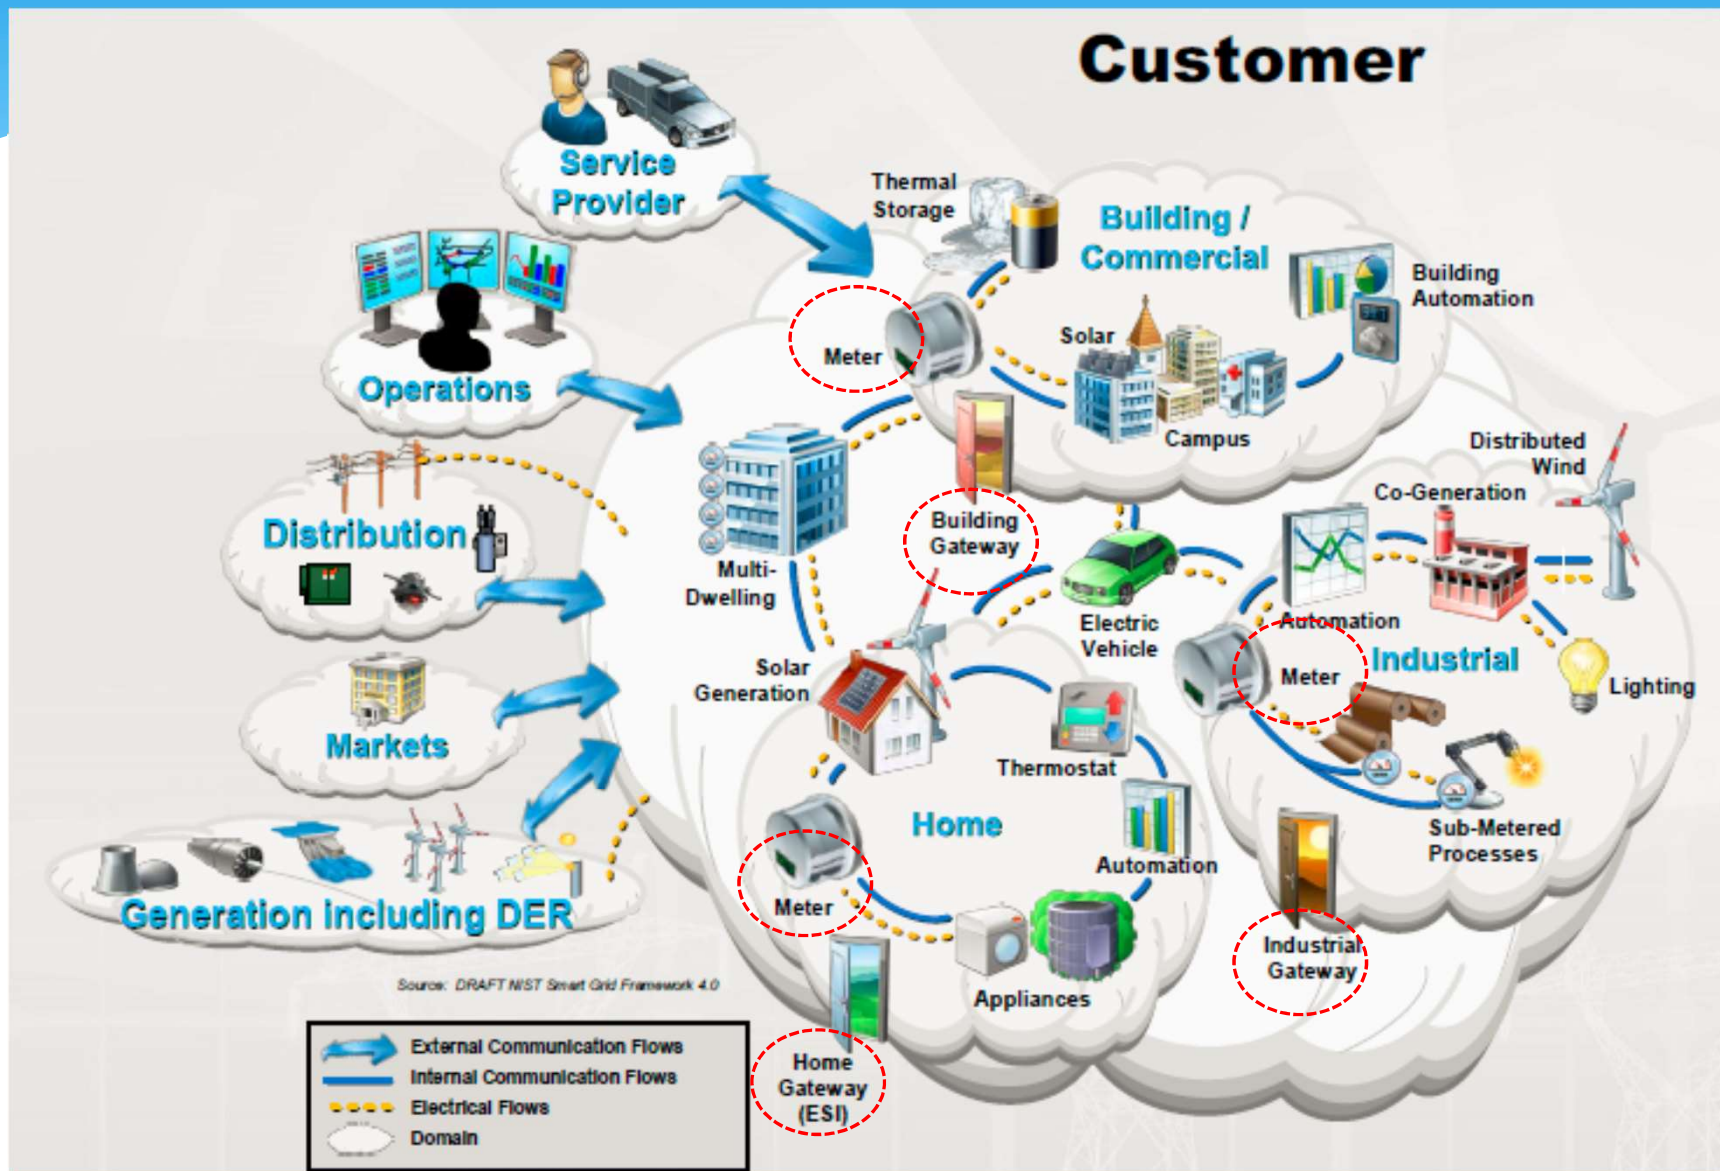 Customer
Service
Provider
Thermal
Storage
Building /
Commercial
Building
Automation
Solar
Meter
Campus
Operations
Building
Gateway
Distributed
Wind
Co-Generation
Distribution
Multi-
Dwelling
Electric
Vehicle
Automation
Industrial
Meter
Lighting
Solar
Generation
Markets
Thermostat
Home
Automation
Sub-Metered
Processes
Meter
Generation including DER
Appliances
Industrial
Gateway
Source: DRAFT NIST Smart Grid Framework 4.0
Home
Gateway
(ESI)
External Communication Flows
Internal Communication Flows
Electrical Flows
Domain